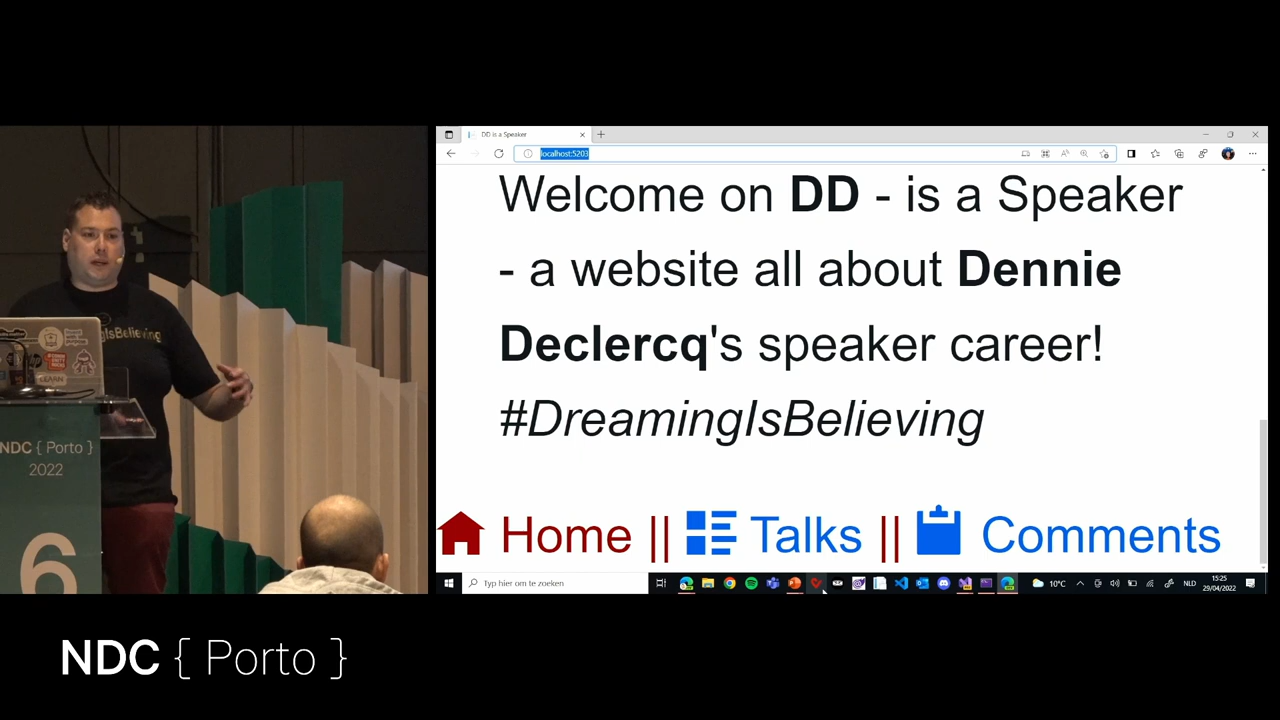 DD is a Speaker
localhost:5203
Welcome on DD - is a Speaker
- a website all about Dennie
Declercq's speaker career!
#DreamingIsBelieving
Home || Talks || Comments
Typ hier om te zoeken
10°C
NLD
15:25
29/04/2022
gIsBelieving
LEARN
NDC { Porto }
2022
6
NDC { Porto }